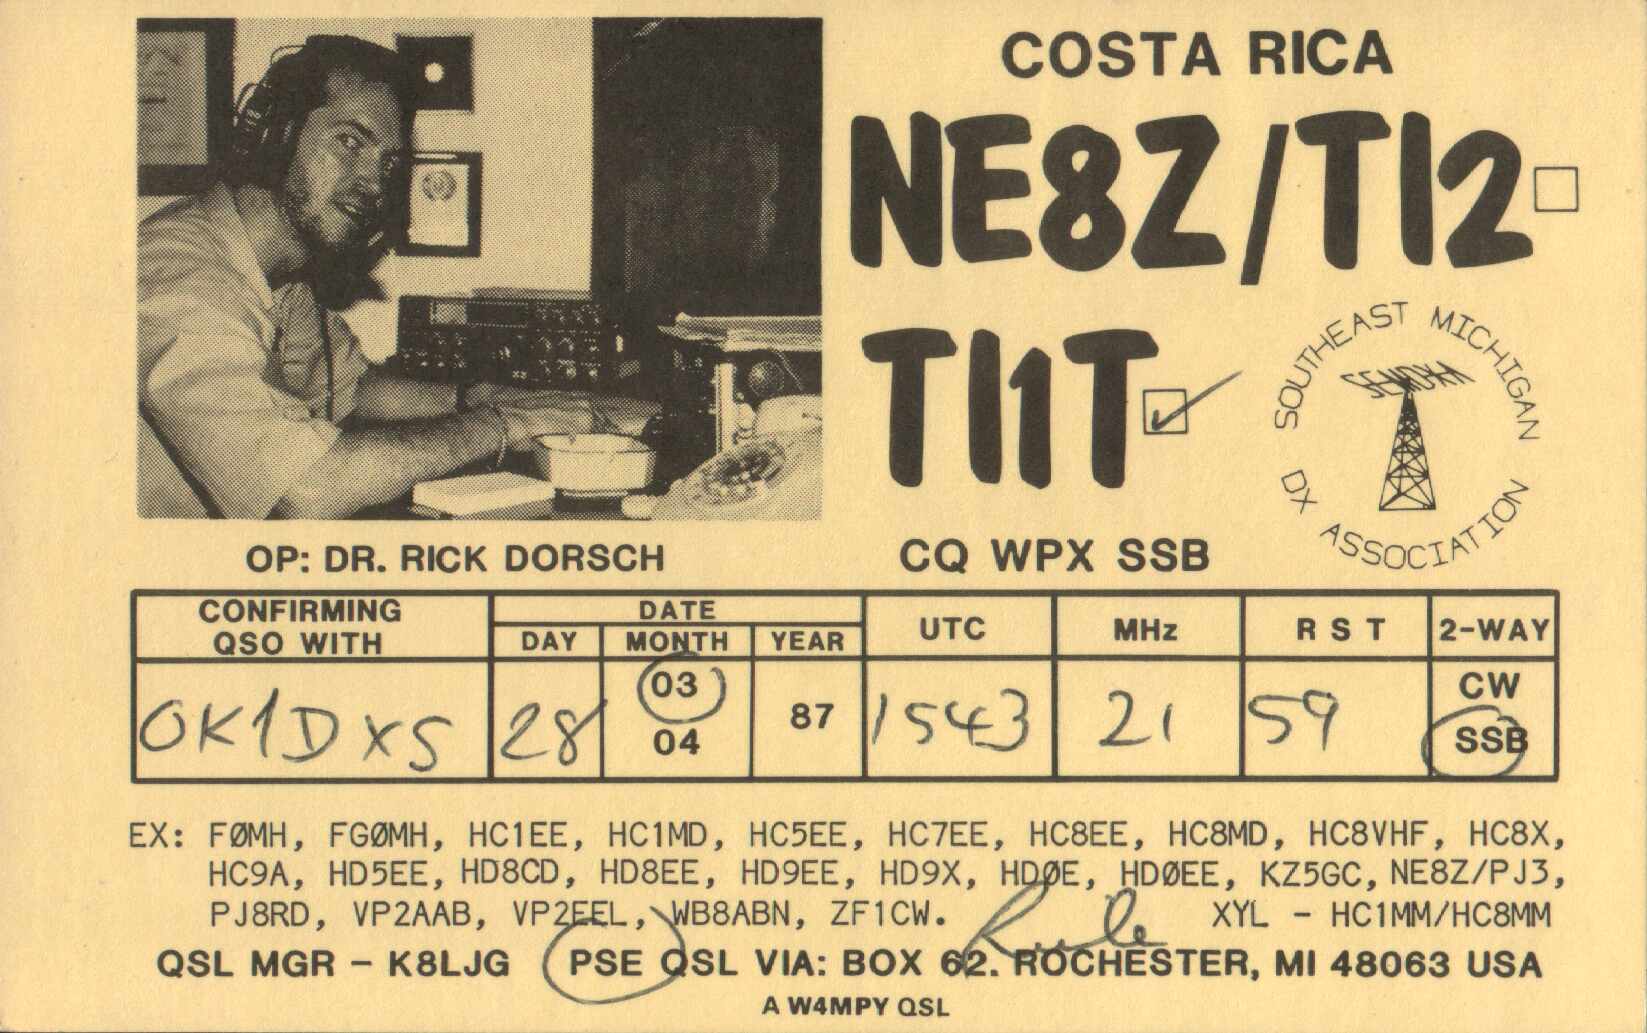 COSTA RICA
NE8Z/TI2
TI1T
SOUTHEAST MICHIGAN
SEMDXA
DX ASSOCIATION
OP: DR. RICK DORSCH
CQ WPX SSB
CONFIRMING QSO WITH DATE DAY MONTH YEAR UTC MHz R S T 2-WAY
OK1DXS 28 03 04 87 1543 21 59 CW SSB
EX: FØMH, FGØMH, HC1EE, HC1MD, HC5EE, HC7EE, HC8EE, HC8MD, HC8VHF, HC8X,
HC9A, HD5EE, HD8CD, HD8EE, HD9EE, HD9X, HDØE, HDØEE, KZ5GC, NE8Z/PJ3,
PJ8RD, VP2AAB, VP2EEL, WB8ABN, ZF1CW. XYL - HC1MM/HC8MM
QSL MGR - K8LJG PSE QSL VIA: BOX 62. ROCHESTER, MI 48063 USA
A W4MPY QSL